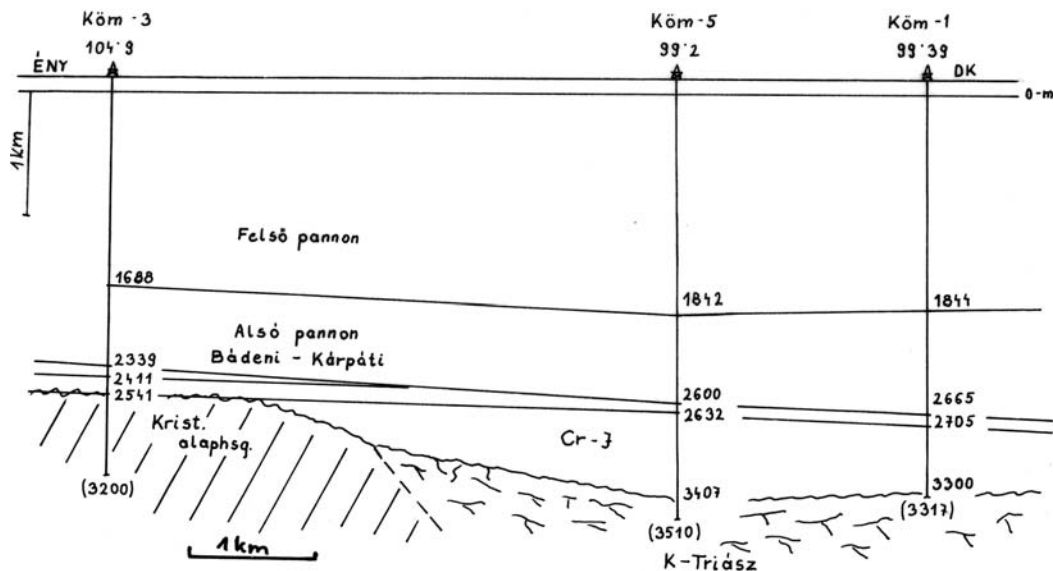 Köm-3
Köm-5
Köm-1
104·9
99·2
99·39
ÉNY
DK
0-m
1km
Felső pannon
1688
1842
1844
Alsó pannon
Bádeni - Kárpáti
2339
2411
2541
2600
2632
2665
2705
Krist.
alaphsg.
Cr-J
(3200)
3407
3300
(3510)
(3317)
1km
K-Triász